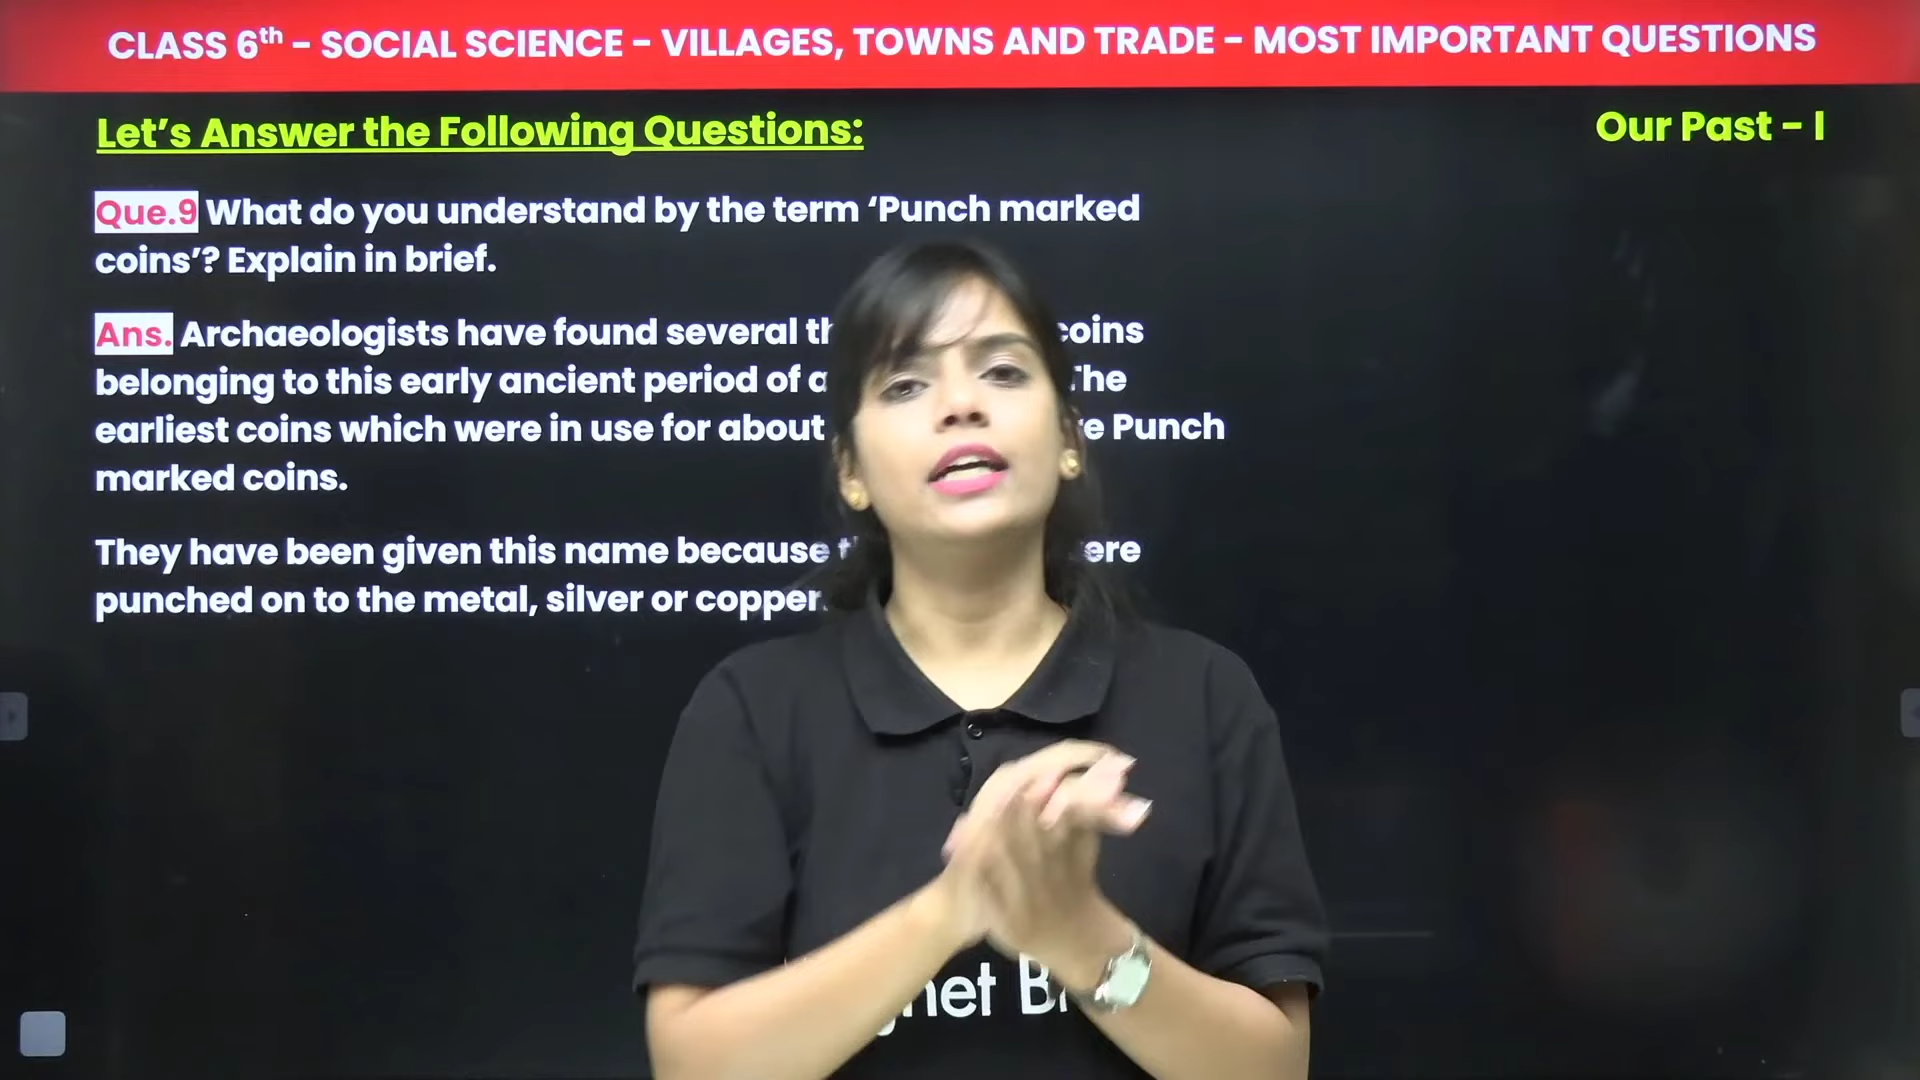 CLASS 6th - SOCIAL SCIENCE - VILLAGES, TOWNS AND TRADE - MOST IMPORTANT QUESTIONS
Let's Answer the Following Questions:
Our Past - I
Que.9 What do you understand by the term 'Punch marked
coins'? Explain in brief.
Ans. Archaeologists have found several coins
belonging to this early ancient period of The
earliest coins which were in use for about Punch
marked coins.
They have been given this name because
punched on to the metal, silver or copper.